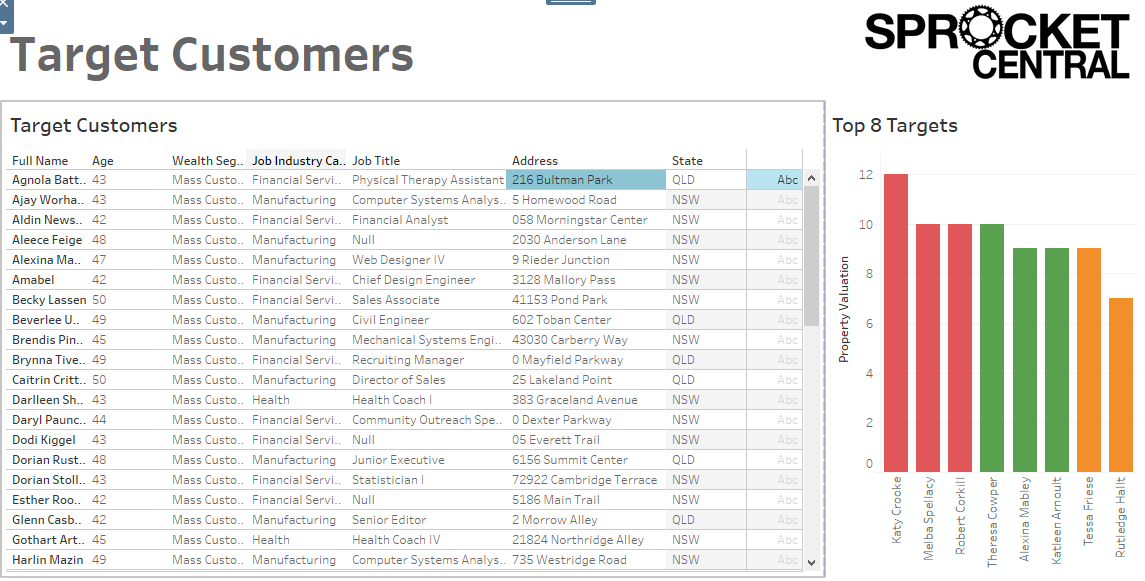 Target Customers
SPROCKET
CENTRAL
Target Customers
Full Name Age Wealth Seg.. Job Industry Ca.. Job Title Address State
Agnola Batt.. 43 Mass Custo.. Financial Servi.. Physical Therapy Assistant 216 Bultman Park QLD Abc
Ajay Worha.. 43 Mass Custo.. Manufacturing Computer Systems Analys.. 5 Homewood Road NSW Abc
Aldin News.. 42 Mass Custo.. Financial Servi.. Financial Analyst 058 Morningstar Center NSW Abc
Aleece Feige 48 Mass Custo.. Manufacturing Null 2030 Anderson Lane NSW Abc
Alexina Ma.. 47 Mass Custo.. Manufacturing Web Designer IV 9 Rieder Junction NSW Abc
Amabel 42 Mass Custo.. Financial Servi.. Chief Design Engineer 3128 Mallory Pass NSW Abc
Becky Lassen 50 Mass Custo.. Financial Servi.. Sales Associate 41153 Pond Park NSW Abc
Beverlee U.. 49 Mass Custo.. Manufacturing Civil Engineer 602 Toban Center QLD Abc
Brendis Pin.. 45 Mass Custo.. Manufacturing Mechanical Systems Engi.. 43030 Carberry Way NSW Abc
Brynna Tive.. 49 Mass Custo.. Financial Servi.. Recruiting Manager 0 Mayfield Parkway QLD Abc
Caitrin Critt.. 50 Mass Custo.. Manufacturing Director of Sales 25 Lakeland Point QLD Abc
Darlleen Sh.. 43 Mass Custo.. Health Health Coach I 383 Graceland Avenue NSW Abc
Daryl Paunc.. 44 Mass Custo.. Financial Servi.. Community Outreach Spe.. 0 Dexter Parkway NSW Abc
Dodi Kiggel 43 Mass Custo.. Financial Servi.. Null 05 Everett Trail NSW Abc
Dorian Rust.. 48 Mass Custo.. Manufacturing Junior Executive 6156 Summit Center QLD Abc
Dorian Stoll.. 43 Mass Custo.. Financial Servi.. Statistician I 72922 Cambridge Terrace NSW Abc
Esther Roo.. 42 Mass Custo.. Financial Servi.. Null 5186 Main Trail NSW Abc
Glenn Casb.. 42 Mass Custo.. Manufacturing Senior Editor 2 Morrow Alley QLD Abc
Gothart Art.. 45 Mass Custo.. Health Health Coach IV 21824 Northridge Alley NSW Abc
Harlin Mazin 49 Mass Custo.. Manufacturing Computer Systems Analys.. 735 Westridge Road NSW Abc
Top 8 Targets
Property Valuation
12
10
8
6
4
2
0
Katy Crooke
Melba Spellacy
Robert Corkill
Theresa Cowper
Alexina Mabley
Katleen Arnoult
Tessa Friese
Rutledge Hallt